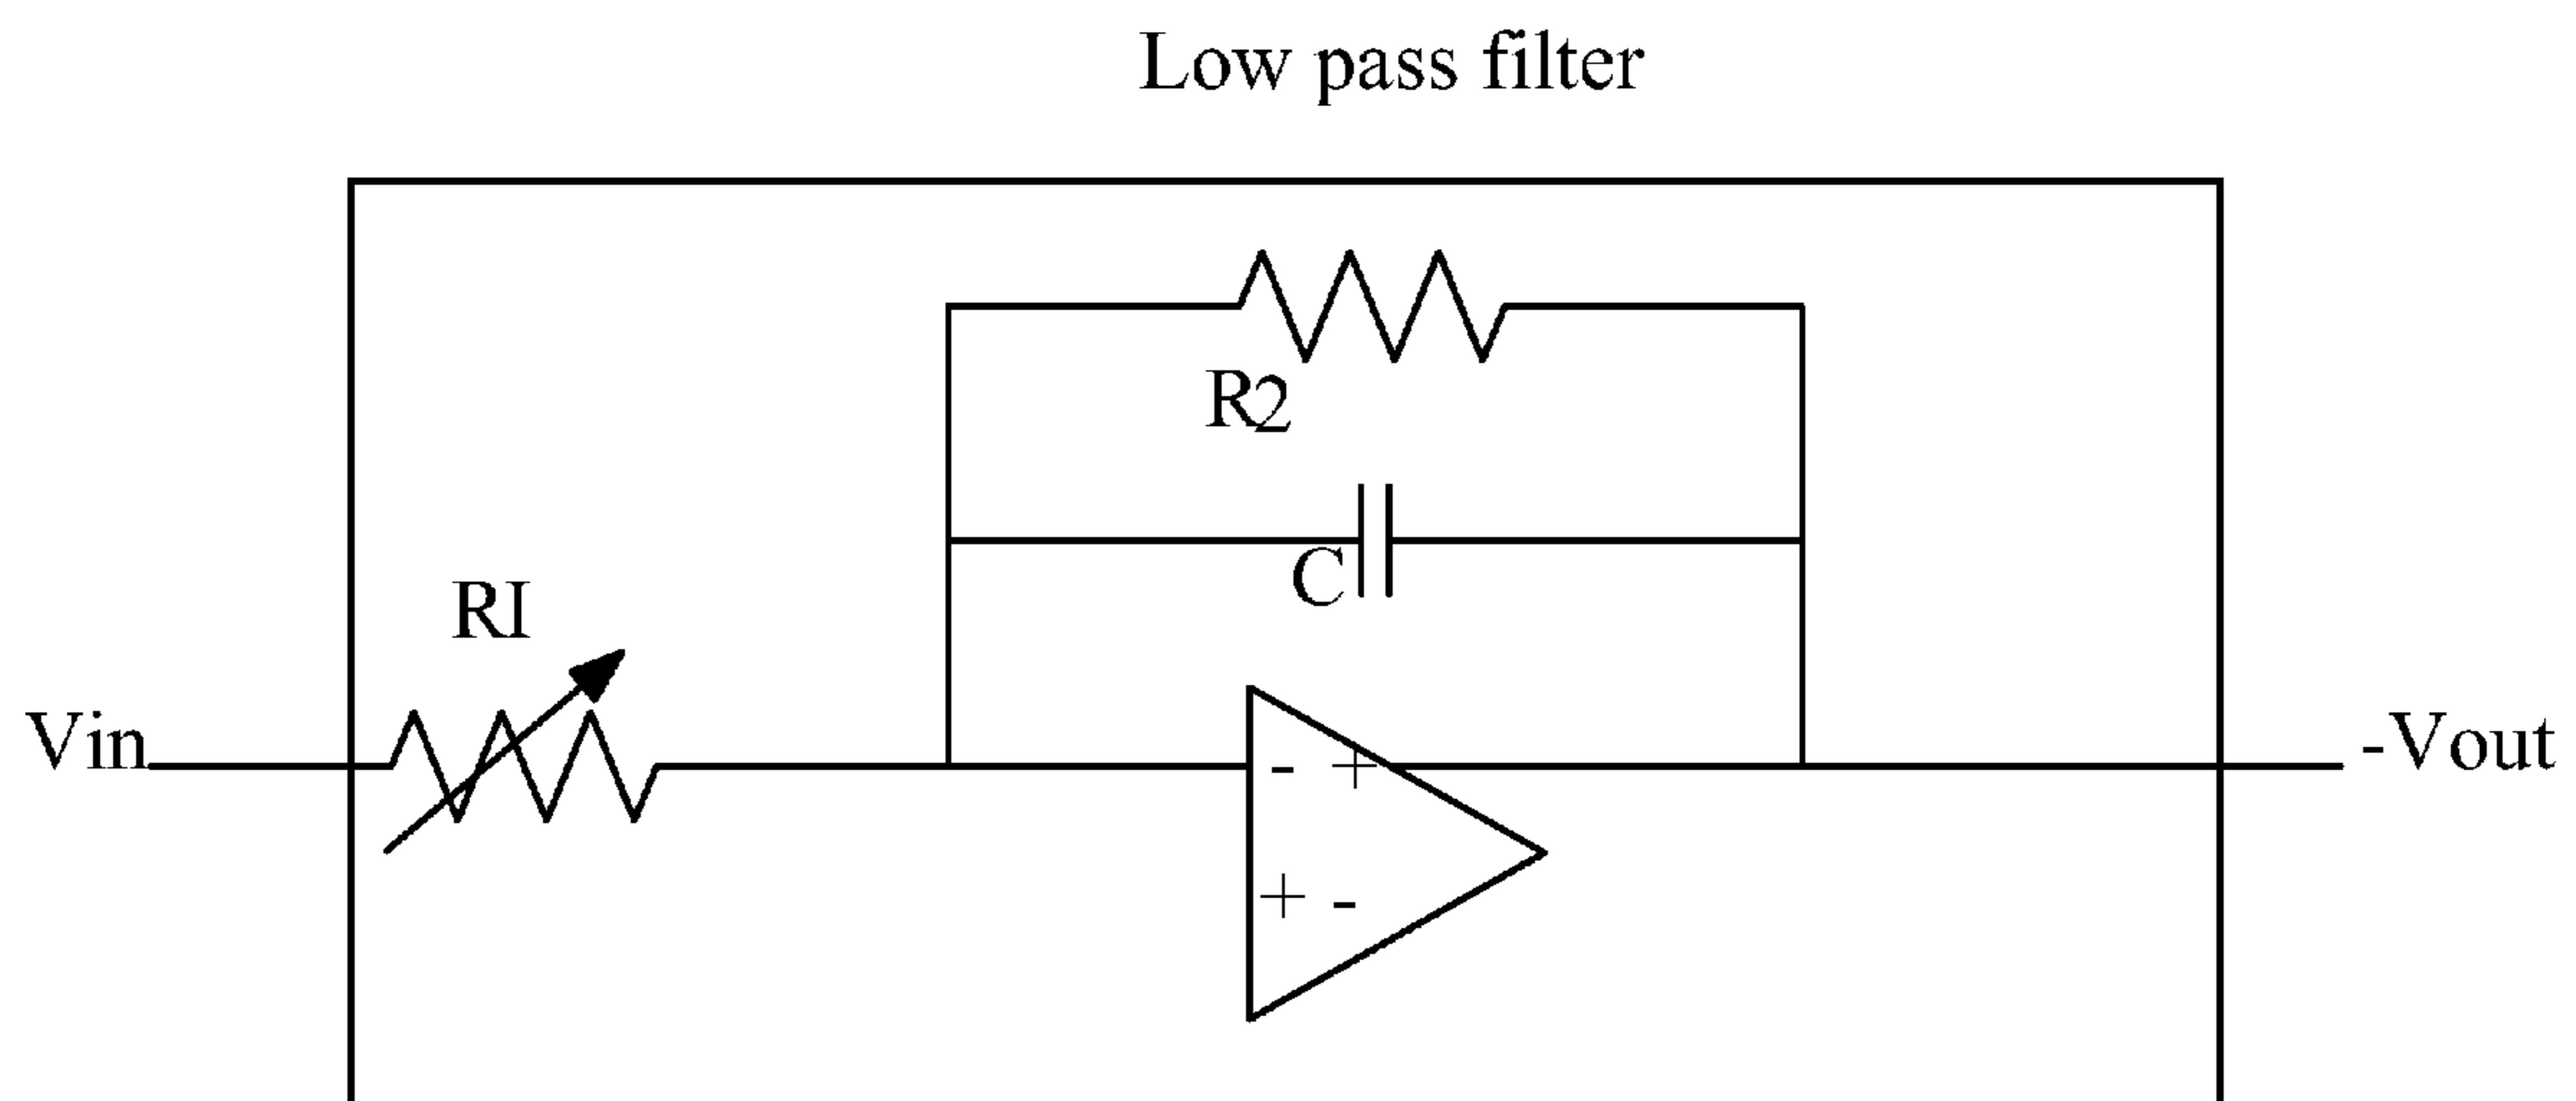 Low pass filter
R2
C
RI
Vin
- +
-Vout
+ -